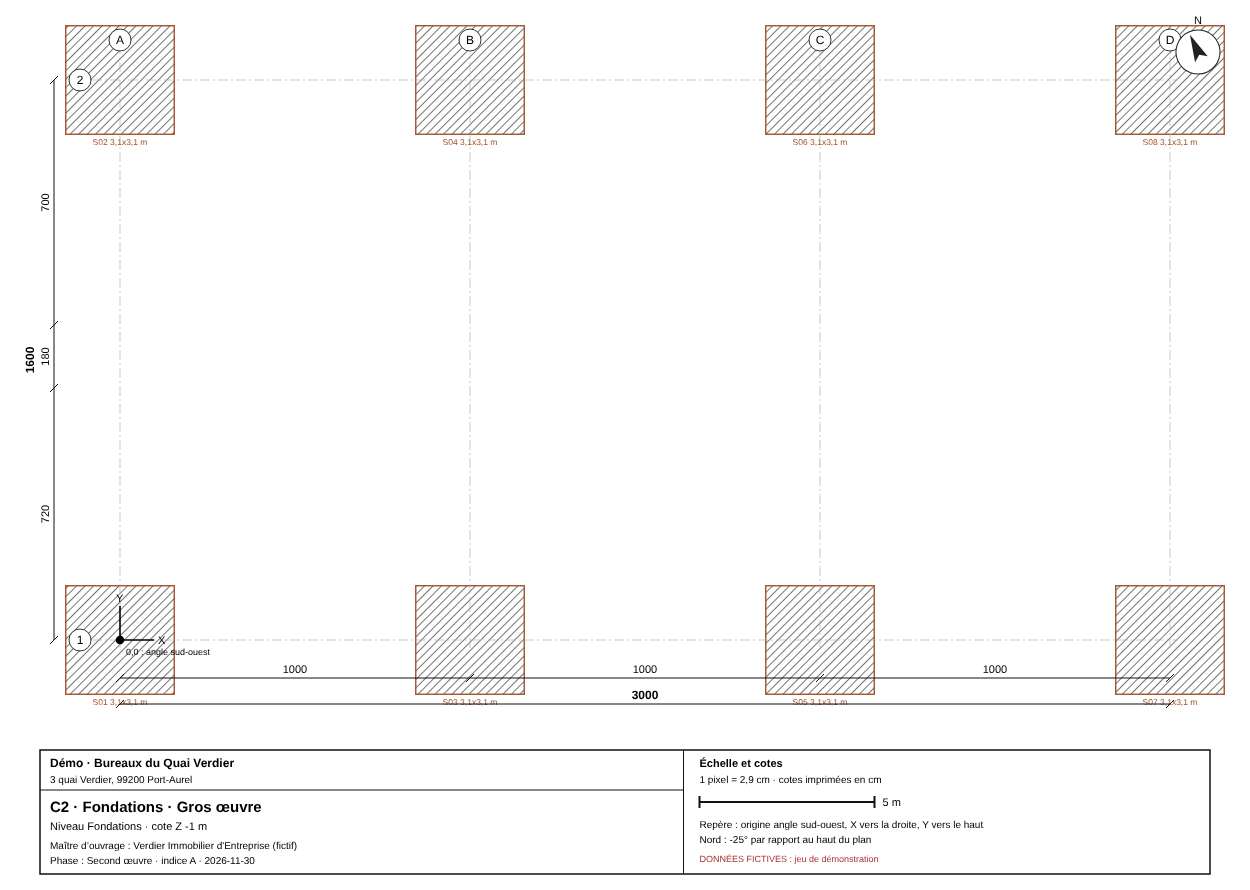 N
A
B
C
D
2
S02 3,1x3,1 m
S04 3,1x3,1 m
S06 3,1x3,1 m
S08 3,1x3,1 m
700
1600
180
720
Y
1
X
0,0 : angle sud-ouest
1000
1000
1000
3000
S01 3,1x3,1 m
S03 3,1x3,1 m
S05 3,1x3,1 m
S07 3,1x3,1 m
Démo · Bureaux du Quai Verdier
3 quai Verdier, 99200 Port-Aurel
C2 · Fondations · Gros œuvre
Niveau Fondations · cote Z -1 m
Maître d'ouvrage : Verdier Immobilier d'Entreprise (fictif)
Phase : Second œuvre · indice A · 2026-11-30
Échelle et cotes
1 pixel = 2,9 cm · cotes imprimées en cm
5 m
Repère : origine angle sud-ouest, X vers la droite, Y vers le haut
Nord : -25° par rapport au haut du plan
DONNÉES FICTIVES : jeu de démonstration